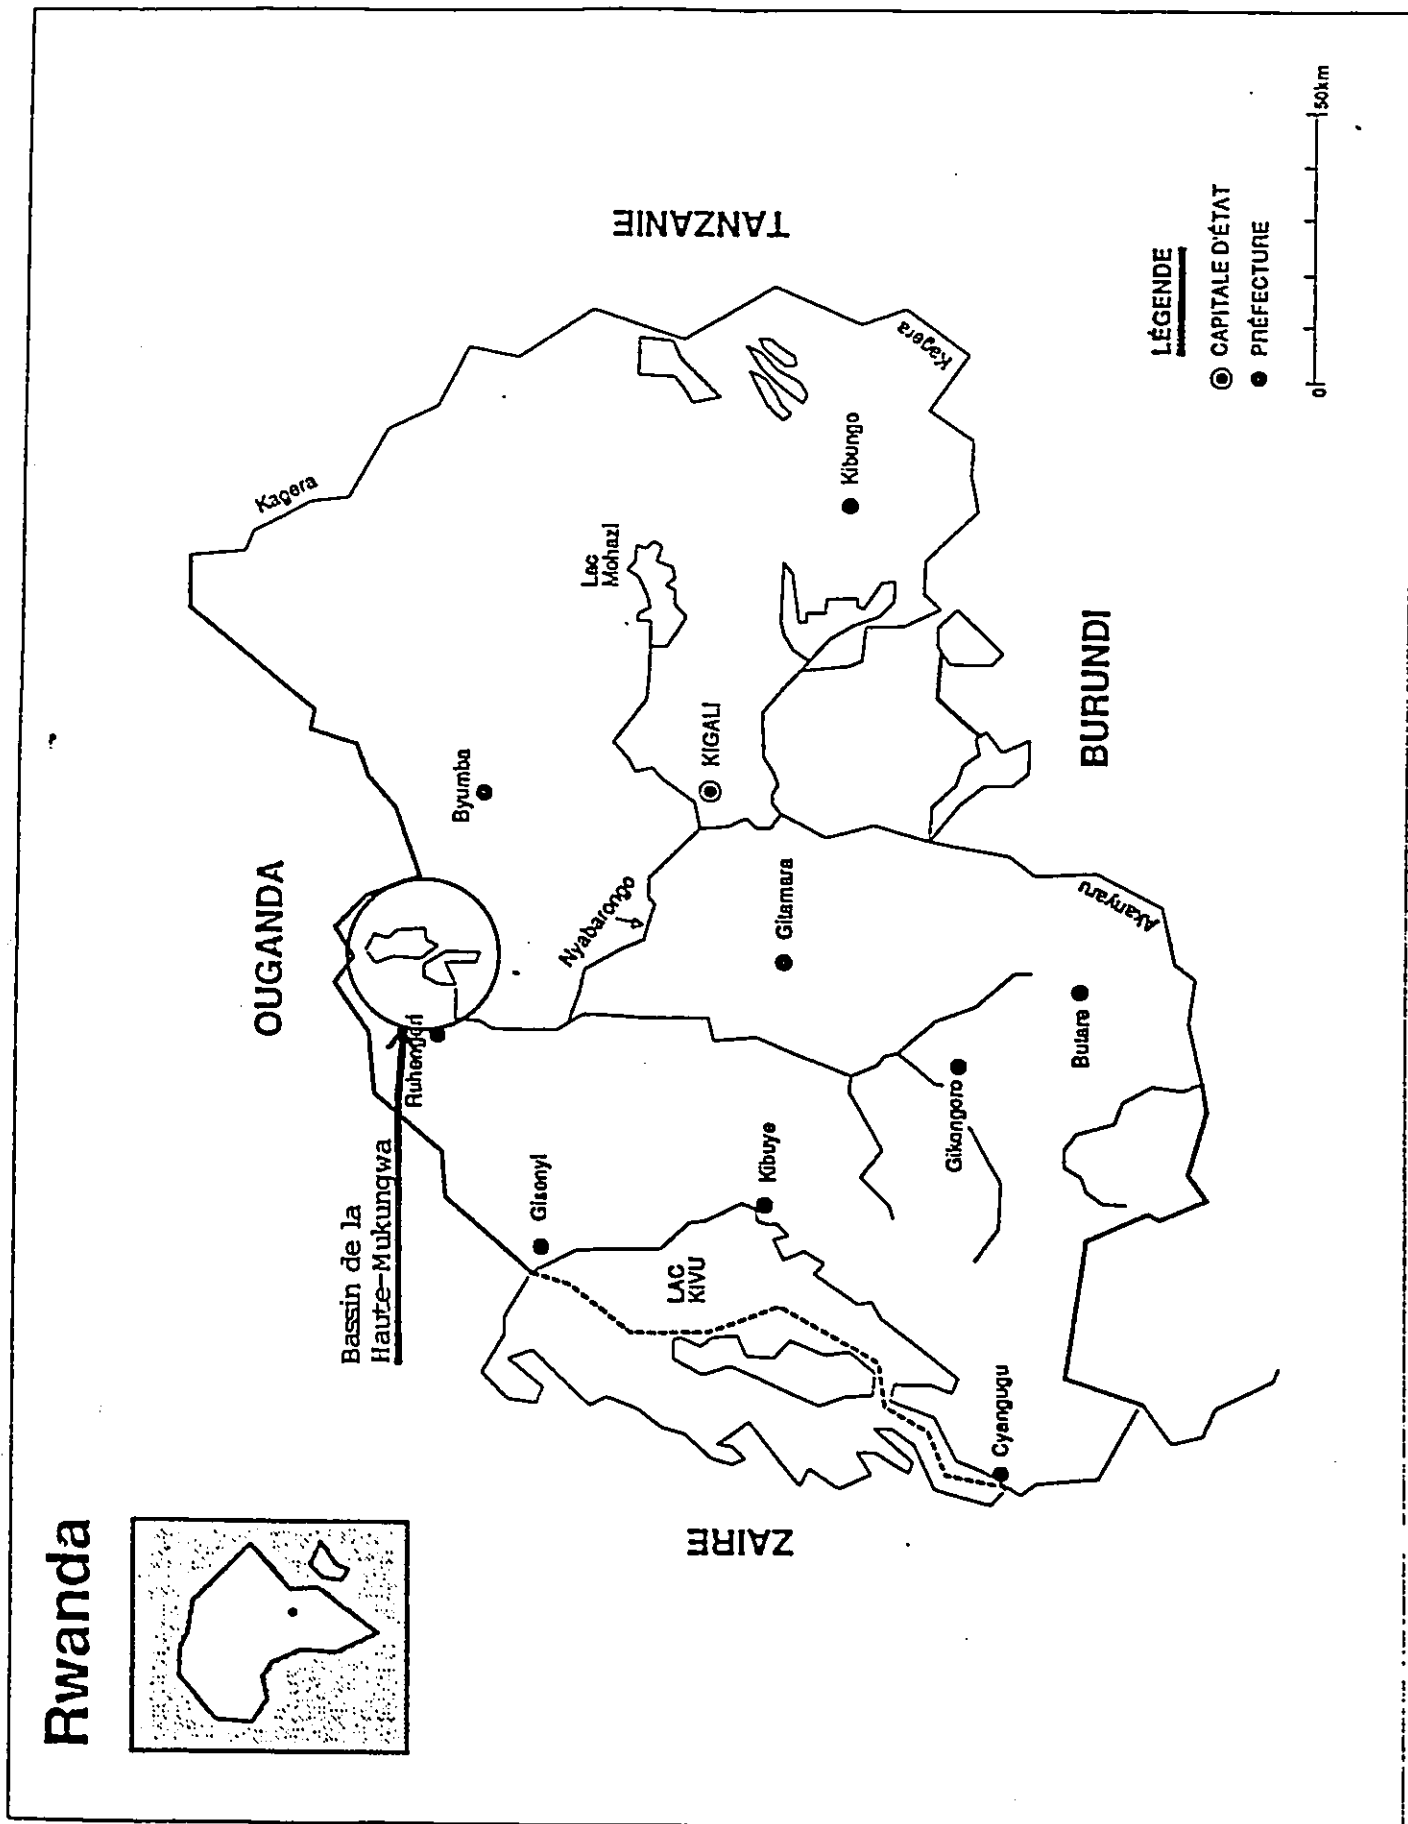 Rwanda
OUGANDA
TANZANIE
ZAIRE
BURUNDI
Bassin de la
Haute-Mukungwa
Ruhengeri
Byumba
Kagera
Gisenyi
Nyabarongo
Lac
Mohazi
LAC
KIVU
Kibuye
KIGALI
Gitamara
Kibungo
Kagera
Gikongoro
Cyangugu
Butare
Akanyaru
LÉGENDE
CAPITALE D'ÉTAT
PRÉFECTURE
0 50km